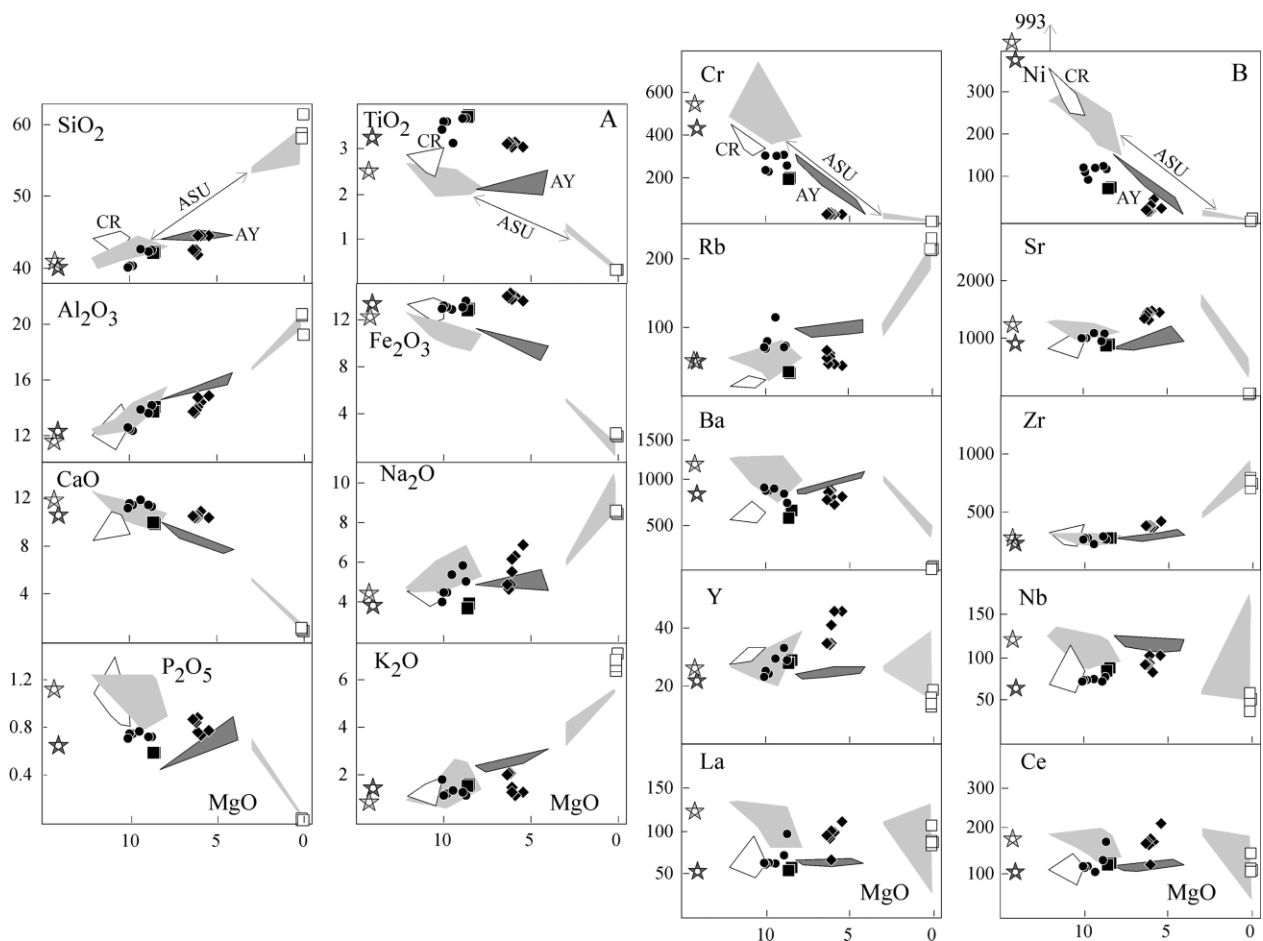 993
60
50
40
SiO2
CR
ASU
AY
3
2
1
TiO2
A
CR
AY
ASU
20
16
12
Al2O3
12
8
4
Fe2O3
12
8
4
CaO
10
8
6
4
Na2O
1.2
0.8
0.4
P2O5
MgO
10
5
0
6
4
2
K2O
MgO
10
5
0
600
400
200
Cr
CR
ASU
AY
300
200
100
Ni
B
CR
ASU
AY
200
100
Rb
2000
1000
Sr
1500
1000
500
Ba
1000
500
Zr
40
20
Y
150
100
50
Nb
150
100
50
La
MgO
10
5
0
300
200
100
Ce
MgO
10
5
0